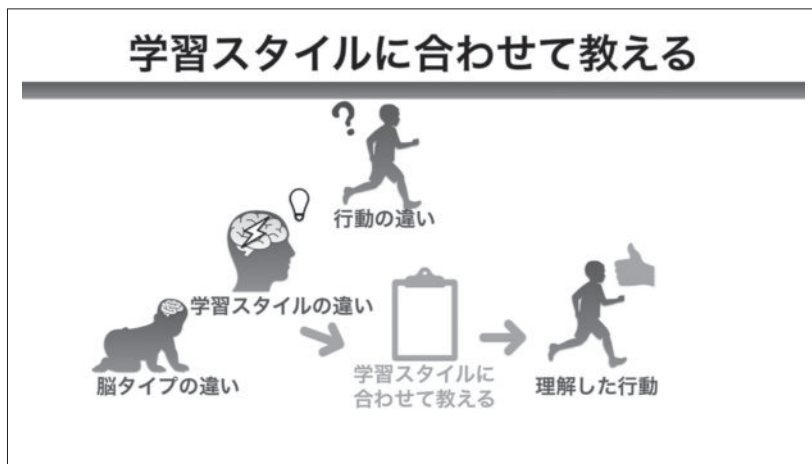 学習スタイルに合わせて教える
?
行動の違い
学習スタイルの違い
脳タイプの違い
学習スタイルに
合わせて教える
理解した行動